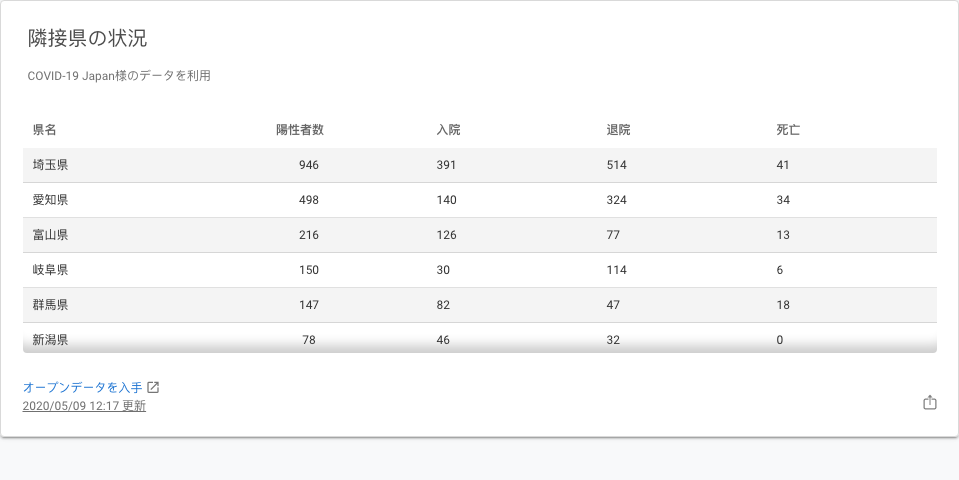 隣接県の状況
COVID-19 Japan様のデータを利用
県名 陽性者数 入院 退院 死亡
埼玉県 946 391 514 41
愛知県 498 140 324 34
富山県 216 126 77 13
岐阜県 150 30 114 6
群馬県 147 82 47 18
新潟県 78 46 32 0
オープンデータを入手
2020/05/09 12:17 更新